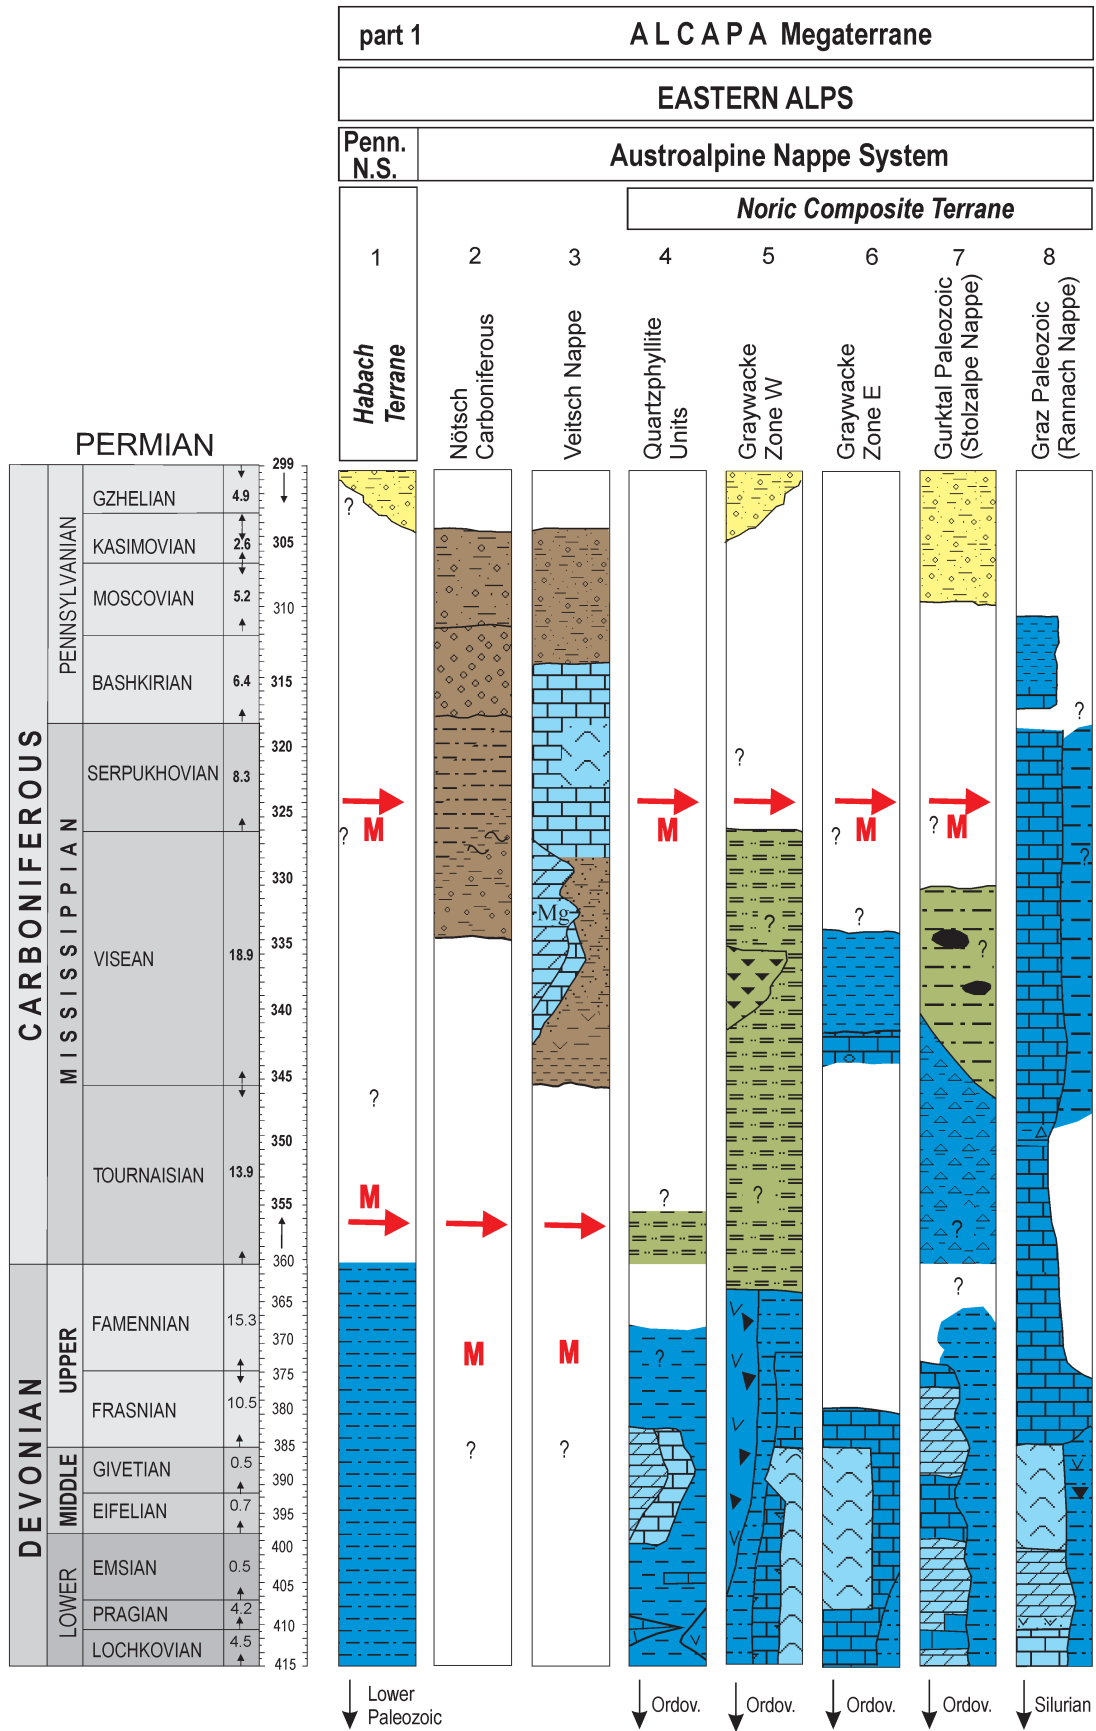 part 1
ALCAPA Megaterrane
EASTERN ALPS
Penn.
N.S.
Austroalpine Nappe System
Noric Composite Terrane
1
2
3
4
5
6
7
8
Habach
Terrane
Nötsch
Carboniferous
Veitsch Nappe
Quartzphyllite
Units
Graywacke
Zone W
Graywacke
Zone E
Gurktal Paleozoic
(Stolzalpe Nappe)
Graz Paleozoic
(Rannach Nappe)
PERMIAN
CARBONIFEROUS
DEVONIAN
PENNSYLVANIAN
MISSISSIPPIAN
UPPER
MIDDLE
LOWER
GZHELIAN 4.9
KASIMOVIAN 2.6
MOSCOVIAN 5.2
BASHKIRIAN 6.4
SERPUKHOVIAN 8.3
VISEAN 18.9
TOURNAISIAN 13.9
FAMENNIAN 15.3
FRASNIAN 10.5
GIVETIAN 0.5
EIFELIAN 0.7
EMSIAN 0.5
PRAGIAN 4.2
LOCHKOVIAN 4.5
299
305
310
315
320
325
330
335
340
345
350
355
360
365
370
375
380
385
390
395
400
405
410
415
?
?
?
M
M
M
M
?
?
?
?
Mg
?
?
?
?
?
M
?
?
?
?
M
M
?
?
?
Lower
Paleozoic
Ordov.
Ordov.
Ordov.
Ordov.
Silurian